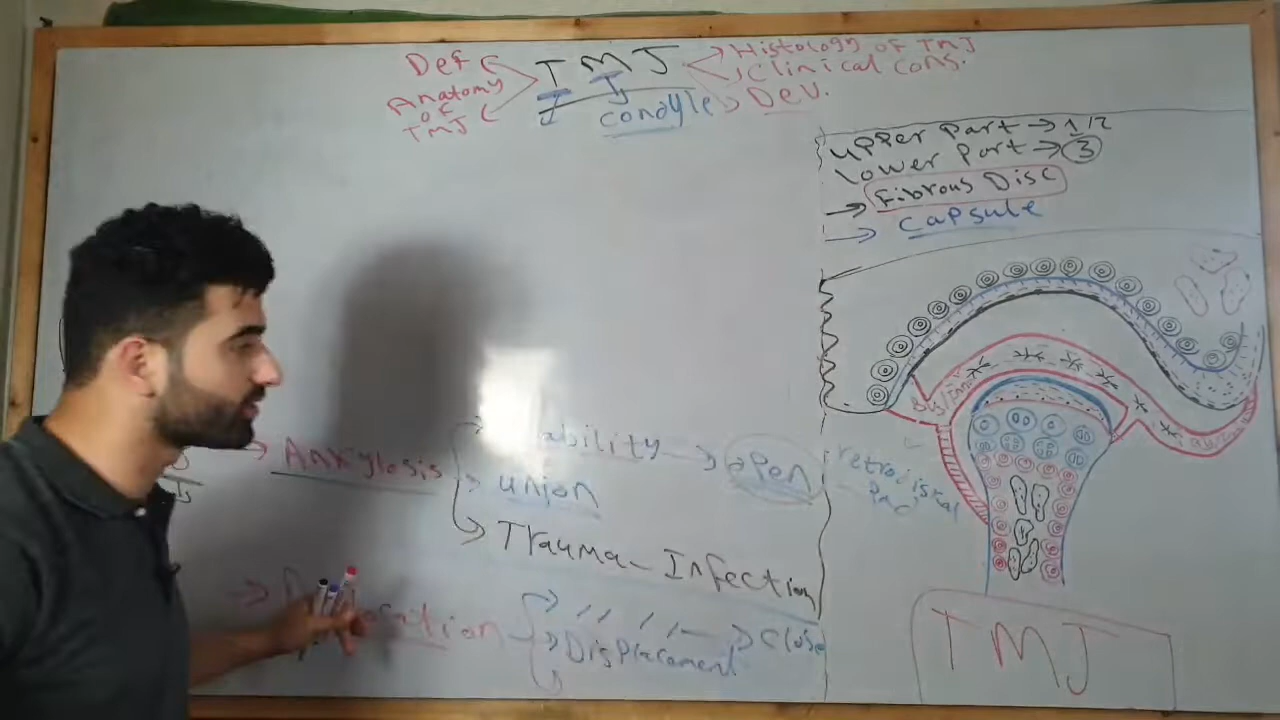 Def
Anatomy
of
TMJ
TMJ
condyle
Histology of TMJ
Clinical Cons.
Dev.
upper part → 1/2
lower part → 3
→ Fibrous Disc
→ capsule
→ Ankylosis
ability → open
union
Trauma - Infection
→
Displacement → close
retrodiscal
TMJ